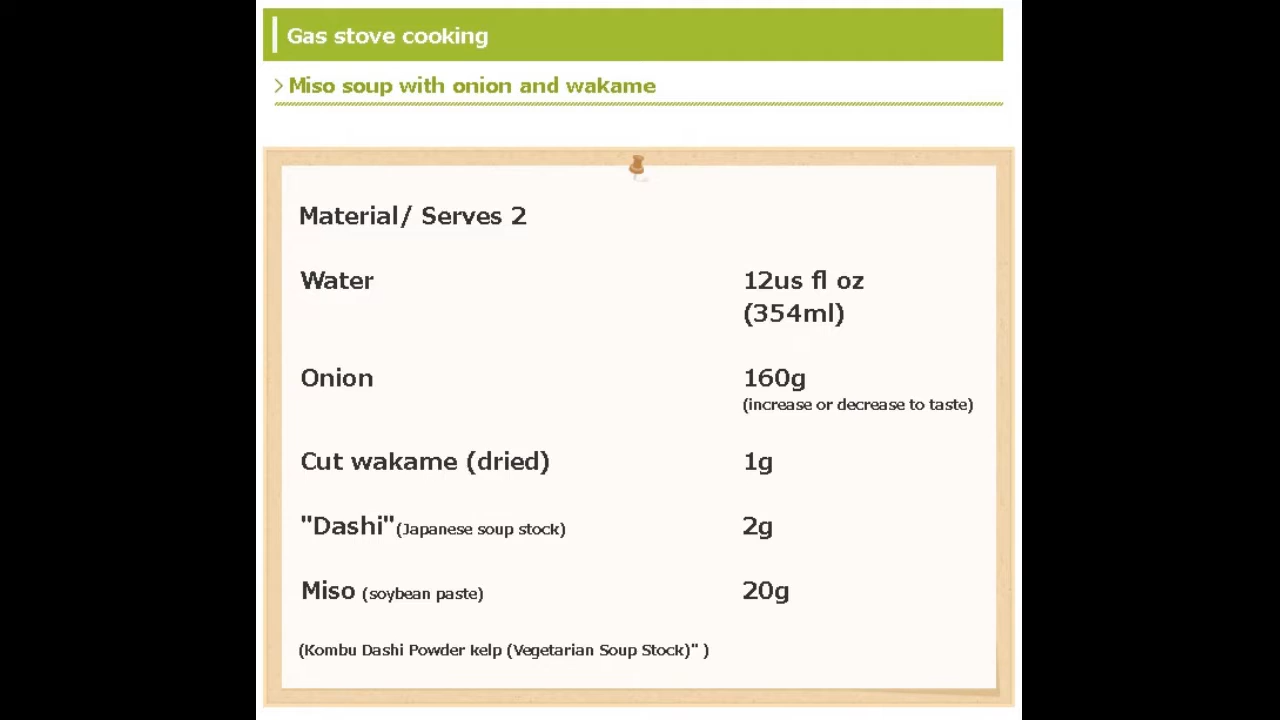 Gas stove cooking
Miso soup with onion and wakame
Material/ Serves 2
Water 12us fl oz
(354ml)
Onion 160g
(increase or decrease to taste)
Cut wakame (dried) 1g
"Dashi"(Japanese soup stock) 2g
Miso (soybean paste) 20g
(Kombu Dashi Powder kelp (Vegetarian Soup Stock)" )